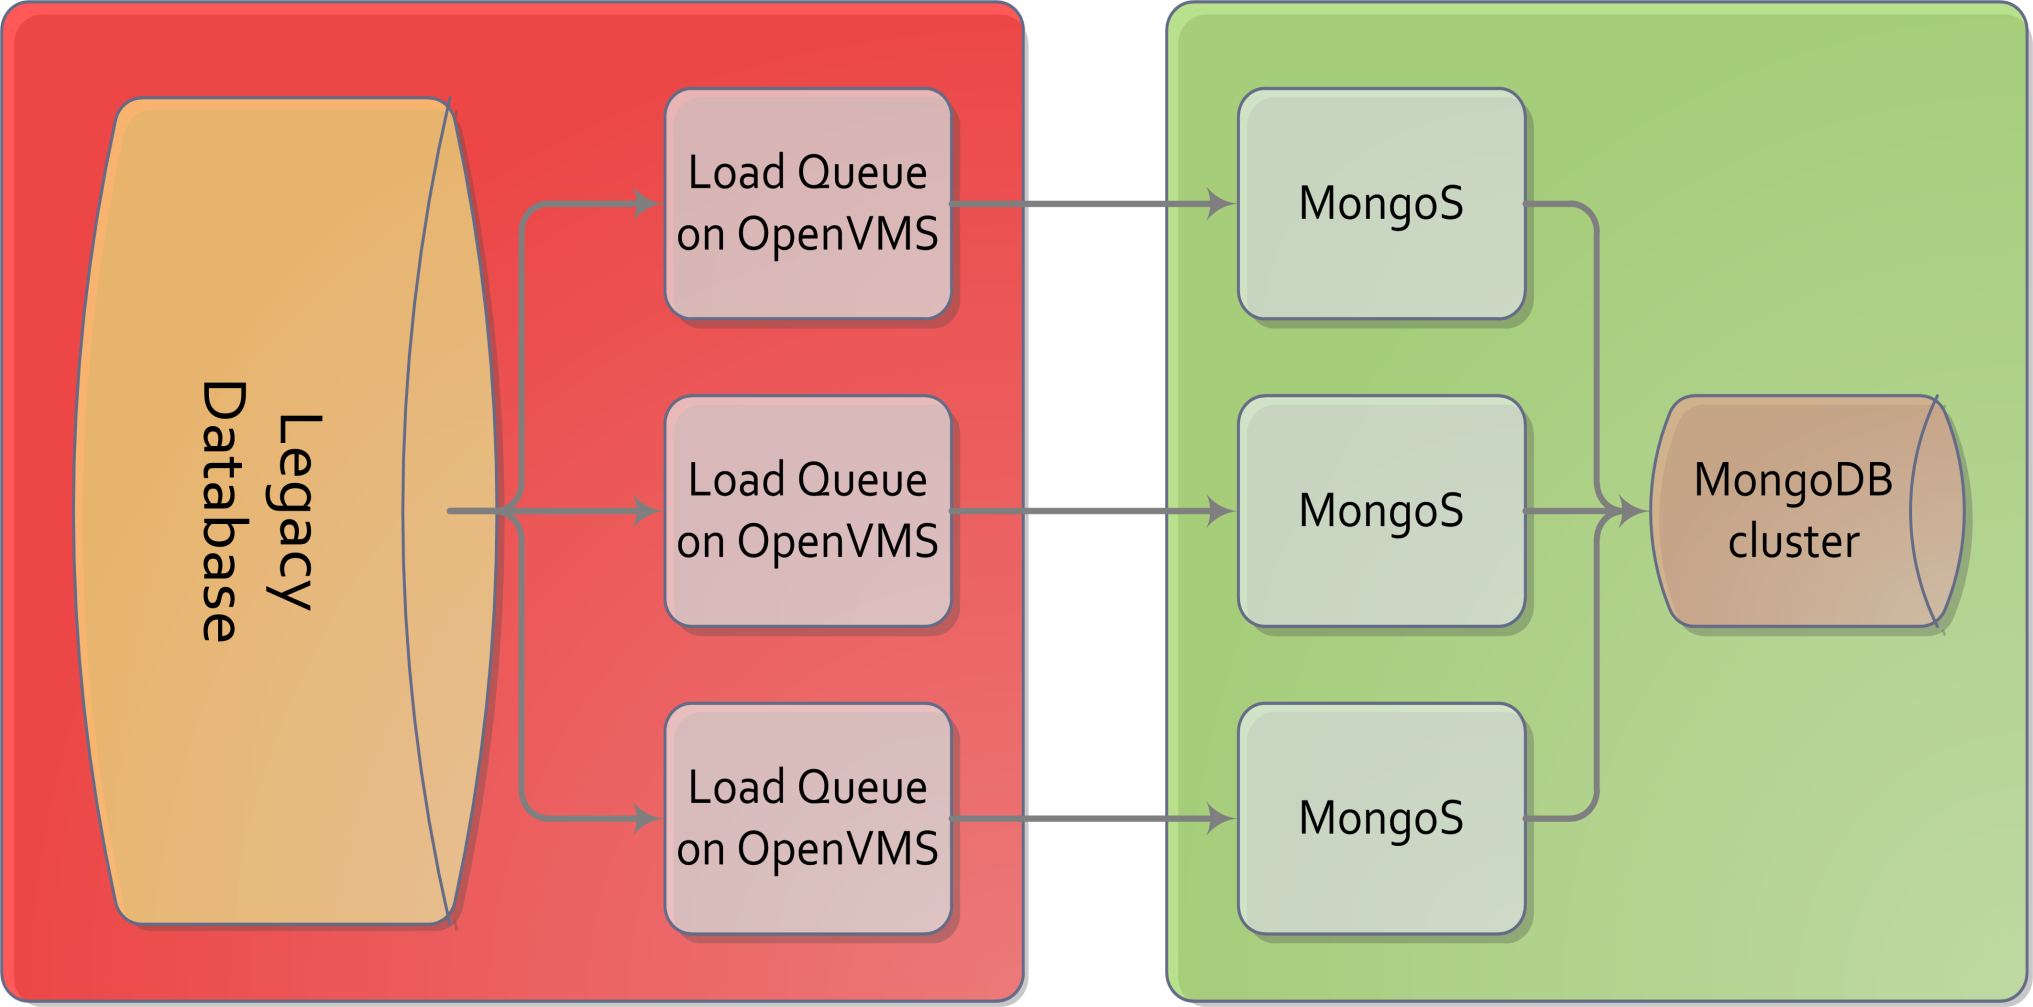 Legacy
Database
Load Queue
on OpenVMS
MongoS
Load Queue
on OpenVMS
MongoS
MongoDB
cluster
Load Queue
on OpenVMS
MongoS